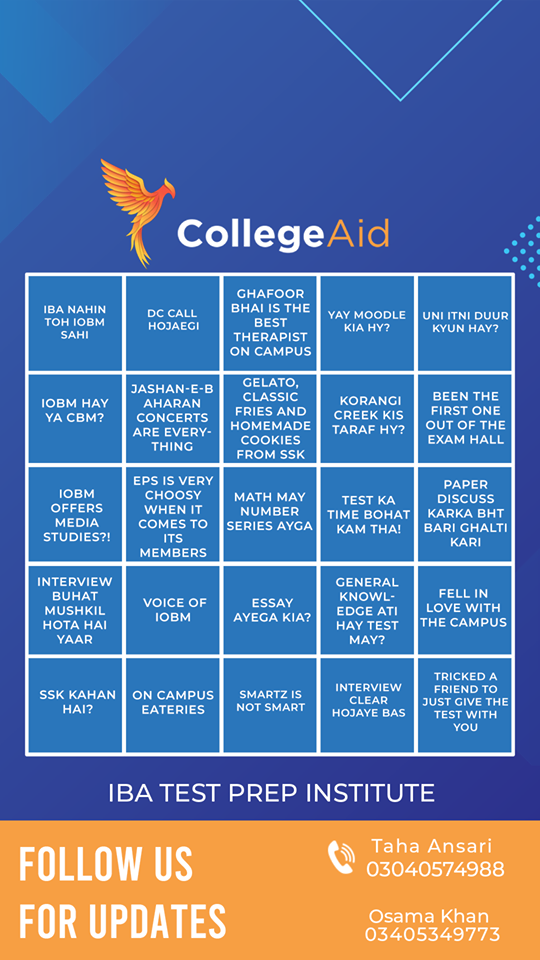 CollegeAid
IBA NAHIN
TOH IOBM
SAHI
DC CALL
HOJAEGI
GHAFOOR
BHAI IS THE
BEST
THERAPIST
ON CAMPUS
YAY MOODLE
KIA HY?
UNI ITNI DUUR
KYUN HAY?
IOBM HAY
YA CBM?
JASHAN-E-B
AHARAN
CONCERTS
ARE EVERY-
THING
GELATO,
CLASSIC
FRIES AND
HOMEMADE
COOKIES
FROM SSK
KORANGI
CREEK KIS
TARAF HY?
BEEN THE
FIRST ONE
OUT OF THE
EXAM HALL
IOBM
OFFERS
MEDIA
STUDIES?!
EPS IS VERY
CHOOSY
WHEN IT
COMES TO
ITS
MEMBERS
MATH MAY
NUMBER
SERIES AYGA
TEST KA
TIME BOHAT
KAM THA!
PAPER
DISCUSS
KARKA BHT
BARI GHALTI
KARI
INTERVIEW
BUHAT
MUSHKIL
HOTA HAI
YAAR
VOICE OF
IOBM
ESSAY
AYEGA KIA?
GENERAL
KNOWL-
EDGE ATI
HAY TEST
MAY?
FELL IN
LOVE WITH
THE CAMPUS
SSK KAHAN
HAI?
ON CAMPUS
EATERIES
SMARTZ IS
NOT SMART
INTERVIEW
CLEAR
HOJAYE BAS
TRICKED A
FRIEND TO
JUST GIVE THE
TEST WITH
YOU
IBA TEST PREP INSTITUTE
FOLLOW US
FOR UPDATES
Taha Ansari
03040574988
Osama Khan
03405349773